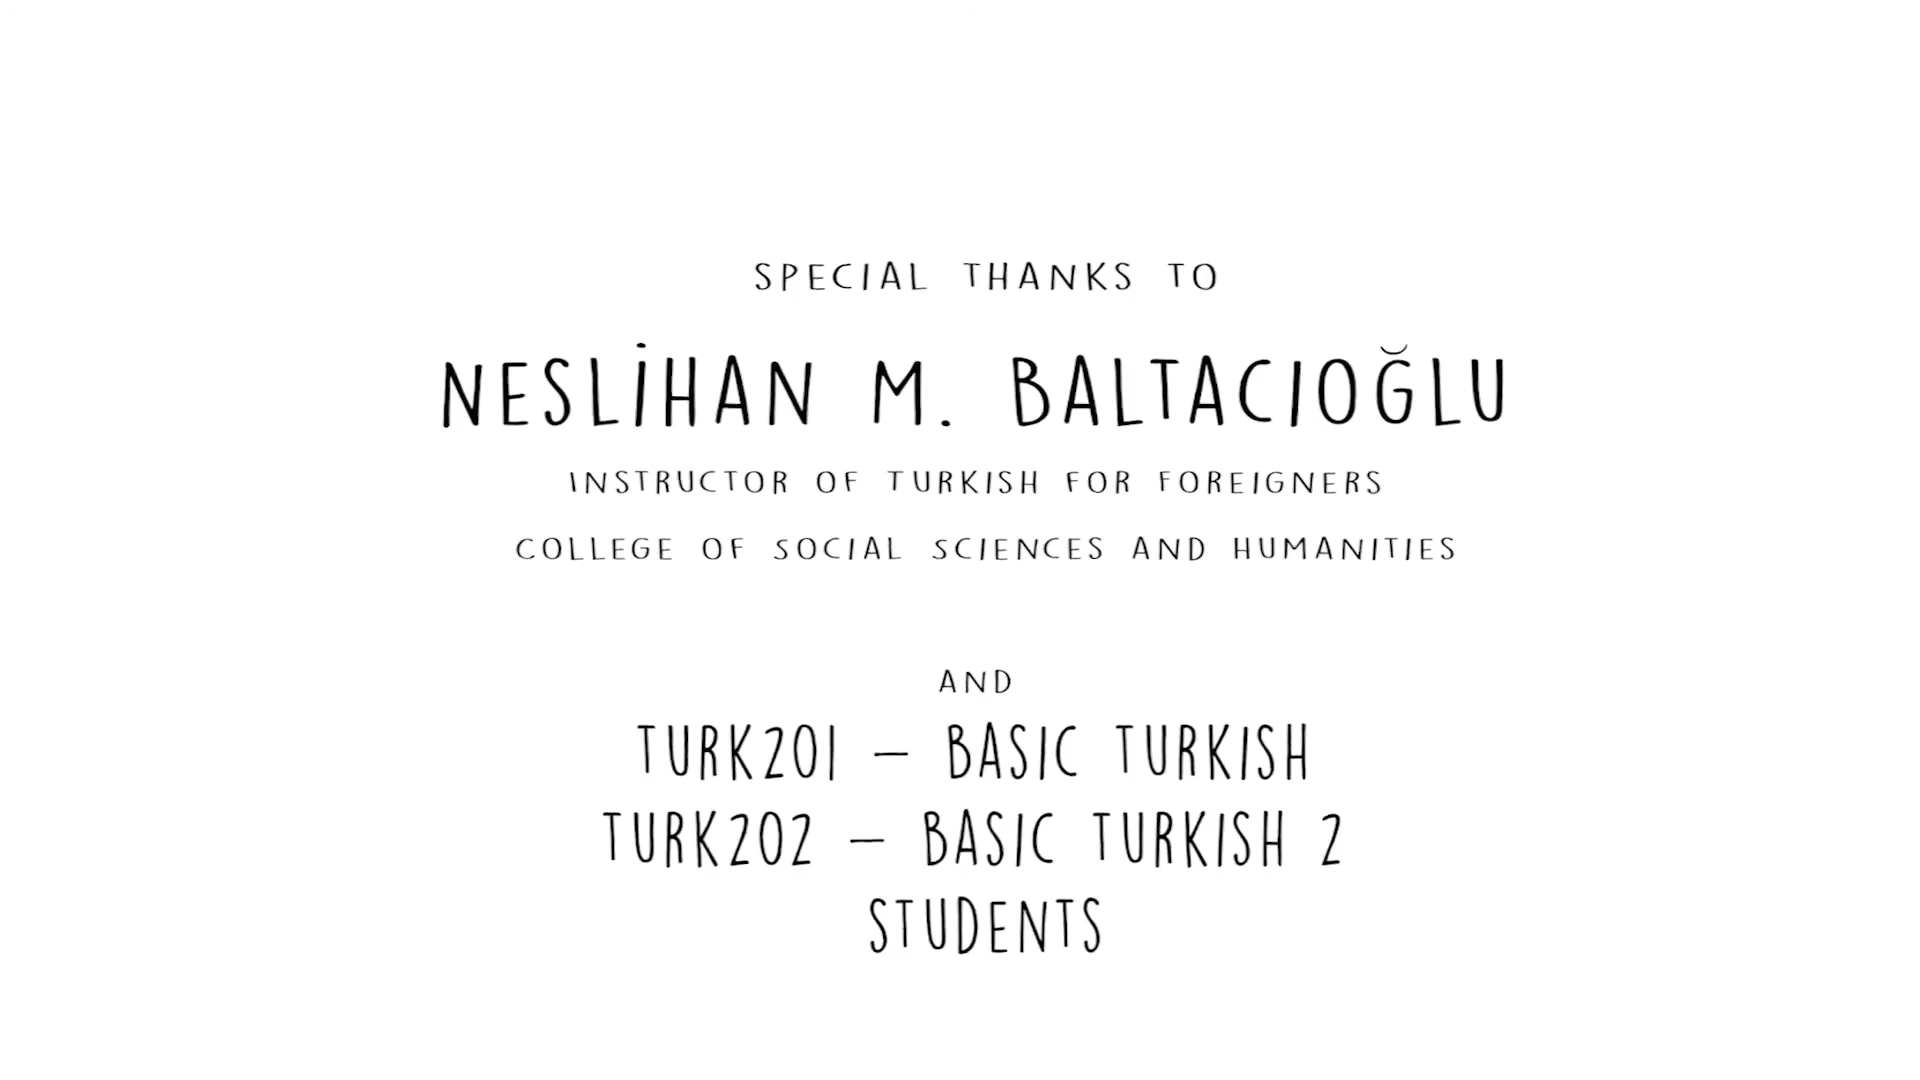 SPECIAL THANKS TO
NESLİHAN M. BALTACIOĞLU
INSTRUCTOR OF TURKISH FOR FOREIGNERS
COLLEGE OF SOCIAL SCIENCES AND HUMANITIES
AND
TURK201 – BASIC TURKISH
TURK202 – BASIC TURKISH 2
STUDENTS